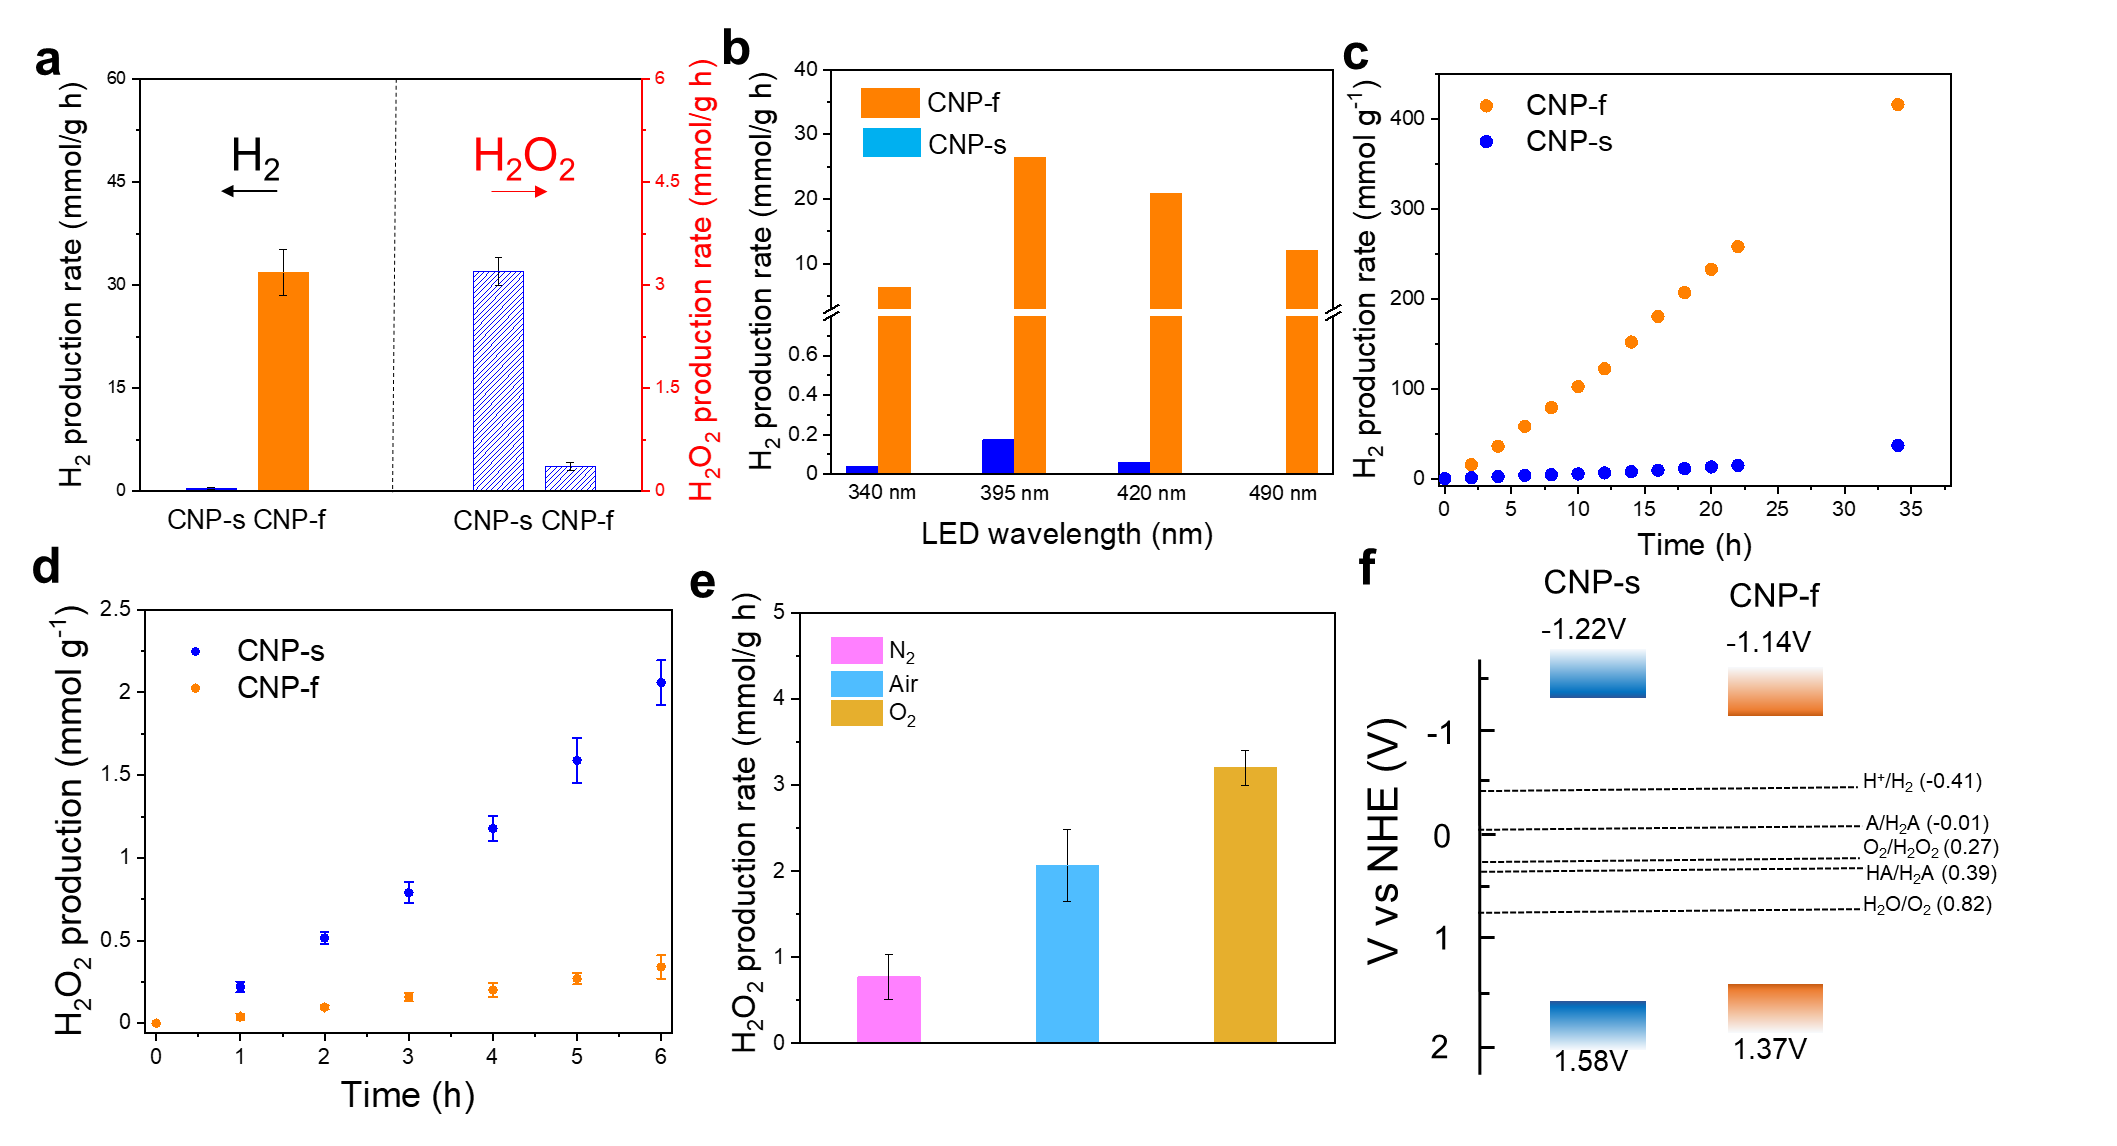 a
H2 production rate (mmol/g h)
60
45
30
15
0
H2
H2O2
6
4.5
3
1.5
0
H2O2 production rate (mmol/g h)
CNP-s CNP-f
CNP-s CNP-f
b
H2 production rate (mmol/g h)
40
30
20
10
0.6
0.4
0.2
0
CNP-f
CNP-s
340 nm
395 nm
420 nm
490 nm
LED wavelength (nm)
c
H2 production rate (mmol g-1)
400
300
200
100
0
CNP-f
CNP-s
0 5 10 15 20 25 30 35
Time (h)
d
H2O2 production (mmol g-1)
2.5
2
1.5
1
0.5
0
CNP-s
CNP-f
0 1 2 3 4 5 6
Time (h)
e
H2O2 production rate (mmol/g h)
5
4
3
2
1
0
N2
Air
O2
f
CNP-s
CNP-f
-1.22V
-1.14V
V vs NHE (V)
-1
0
1
2
H+/H2 (-0.41)
A/H2A (-0.01)
O2/H2O2 (0.27)
HA/H2A (0.39)
H2O/O2 (0.82)
1.58V
1.37V